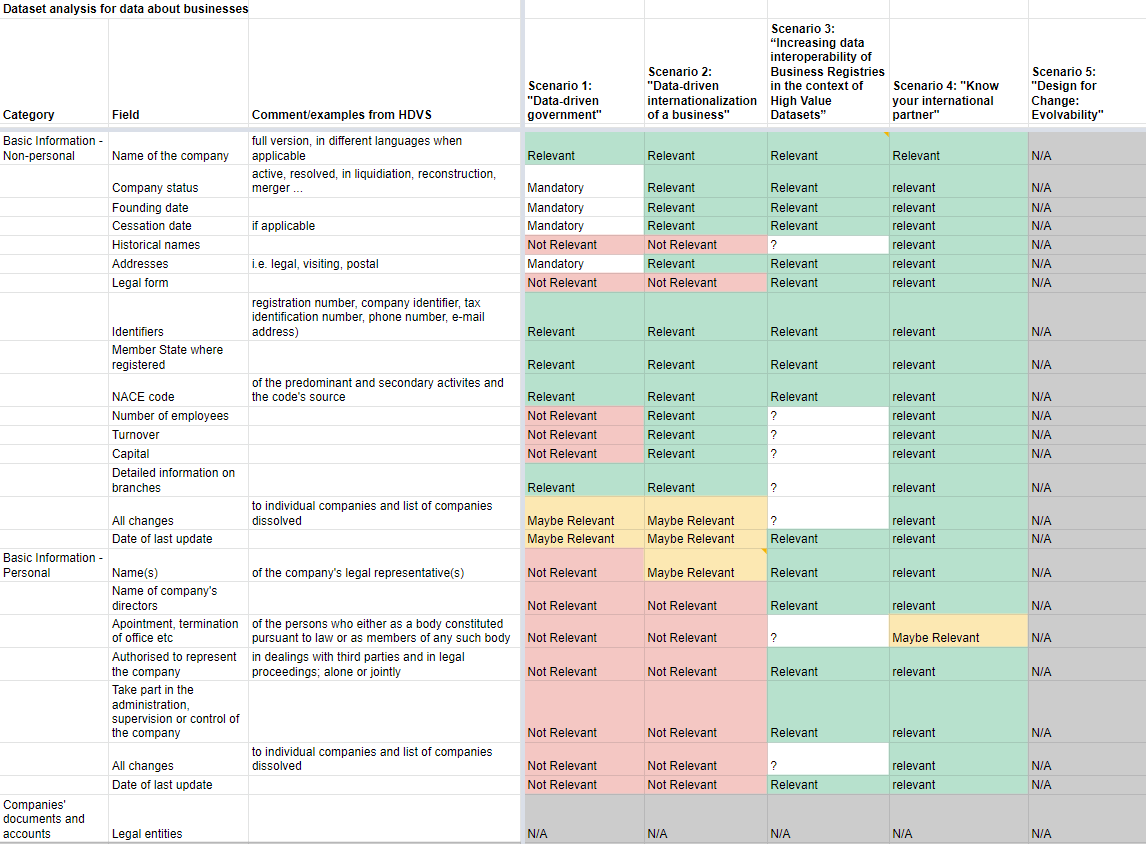 Dataset analysis for data about businesses
Category
Field
Comment/examples from HDVS
Scenario 1:
"Data-driven
government"
Scenario 2:
"Data-driven
internationalization
of a business"
Scenario 3:
“Increasing data
interoperability of
Business Registries
in the context of
High Value
Datasets”
Scenario 4: "Know
your international
partner"
Scenario 5:
"Design for
Change:
Evolvability"
Basic Information -
Non-personal
Name of the company
full version, in different languages when
applicable
Relevant
Relevant
Relevant
Relevant
N/A
Company status
active, resolved, in liquidiation, reconstruction,
merger ...
Mandatory
Relevant
Relevant
relevant
N/A
Founding date
Mandatory
Relevant
Relevant
relevant
N/A
Cessation date
if applicable
Mandatory
Relevant
Relevant
relevant
N/A
Historical names
Not Relevant
Not Relevant
?
relevant
N/A
Addresses
i.e. legal, visiting, postal
Mandatory
Relevant
Relevant
relevant
N/A
Legal form
Not Relevant
Not Relevant
Relevant
relevant
N/A
Identifiers
registration number, company identifier, tax
identification number, phone number, e-mail
address)
Relevant
Relevant
Relevant
relevant
N/A
Member State where
registered
Relevant
Relevant
Relevant
relevant
N/A
NACE code
of the predominant and secondary activites and
the code's source
Relevant
Relevant
Relevant
relevant
N/A
Number of employees
Not Relevant
Relevant
?
relevant
N/A
Turnover
Not Relevant
Relevant
?
relevant
N/A
Capital
Not Relevant
Relevant
?
relevant
N/A
Detailed information on
branches
Relevant
Relevant
?
relevant
N/A
All changes
to individual companies and list of companies
dissolved
Maybe Relevant
Maybe Relevant
?
relevant
N/A
Date of last update
Maybe Relevant
Maybe Relevant
Relevant
relevant
N/A
Basic Information -
Personal
Name(s)
of the company's legal representative(s)
Not Relevant
Maybe Relevant
Relevant
relevant
N/A
Name of company's
directors
Not Relevant
Not Relevant
Relevant
relevant
N/A
Apointment, termination
of office etc
of the persons who either as a body constituted
pursuant to law or as members of any such body
Not Relevant
Not Relevant
?
Maybe Relevant
N/A
Authorised to represent
the company
in dealings with third parties and in legal
proceedings; alone or jointly
Not Relevant
Not Relevant
Relevant
relevant
N/A
Take part in the
administration,
supervision or control of
the company
Not Relevant
Not Relevant
Relevant
relevant
N/A
All changes
to individual companies and list of companies
dissolved
Not Relevant
Not Relevant
?
relevant
N/A
Date of last update
Not Relevant
Not Relevant
Relevant
relevant
N/A
Companies'
documents and
accounts
Legal entities
N/A
N/A
N/A
N/A
N/A